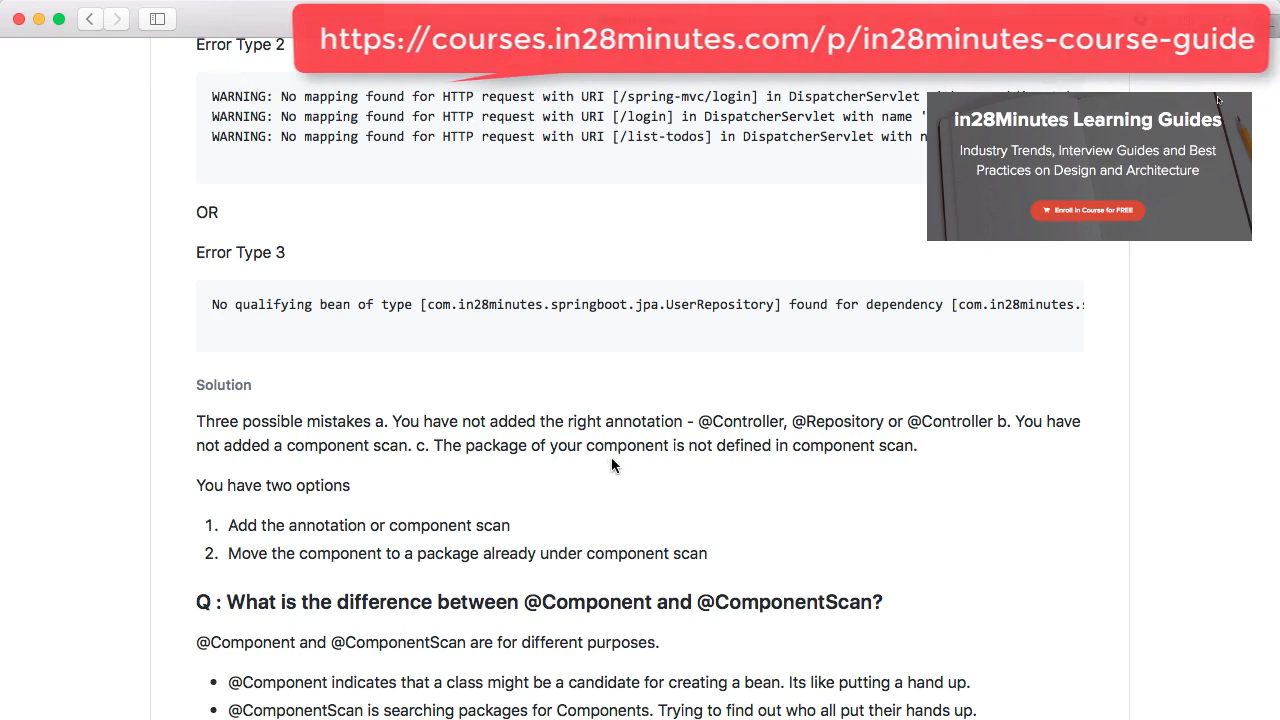 https://courses.in28minutes.com/p/in28minutes-course-guide
Error Type 2
WARNING: No mapping found for HTTP request with URI [/spring-mvc/login] in DispatcherServlet
WARNING: No mapping found for HTTP request with URI [/login] in DispatcherServlet with name '
WARNING: No mapping found for HTTP request with URI [/list-todos] in DispatcherServlet with n
in28Minutes Learning Guides
Industry Trends, Interview Guides and Best
Practices on Design and Architecture
Enroll in Course for FREE
OR
Error Type 3
No qualifying bean of type [com.in28minutes.springboot.jpa.UserRepository] found for dependency [com.in28minutes.s
Solution
Three possible mistakes a. You have not added the right annotation - @Controller, @Repository or @Controller b. You have
not added a component scan. c. The package of your component is not defined in component scan.
You have two options
1. Add the annotation or component scan
2. Move the component to a package already under component scan
Q : What is the difference between @Component and @ComponentScan?
@Component and @ComponentScan are for different purposes.
• @Component indicates that a class might be a candidate for creating a bean. Its like putting a hand up.
• @ComponentScan is searching packages for Components. Trying to find out who all put their hands up.